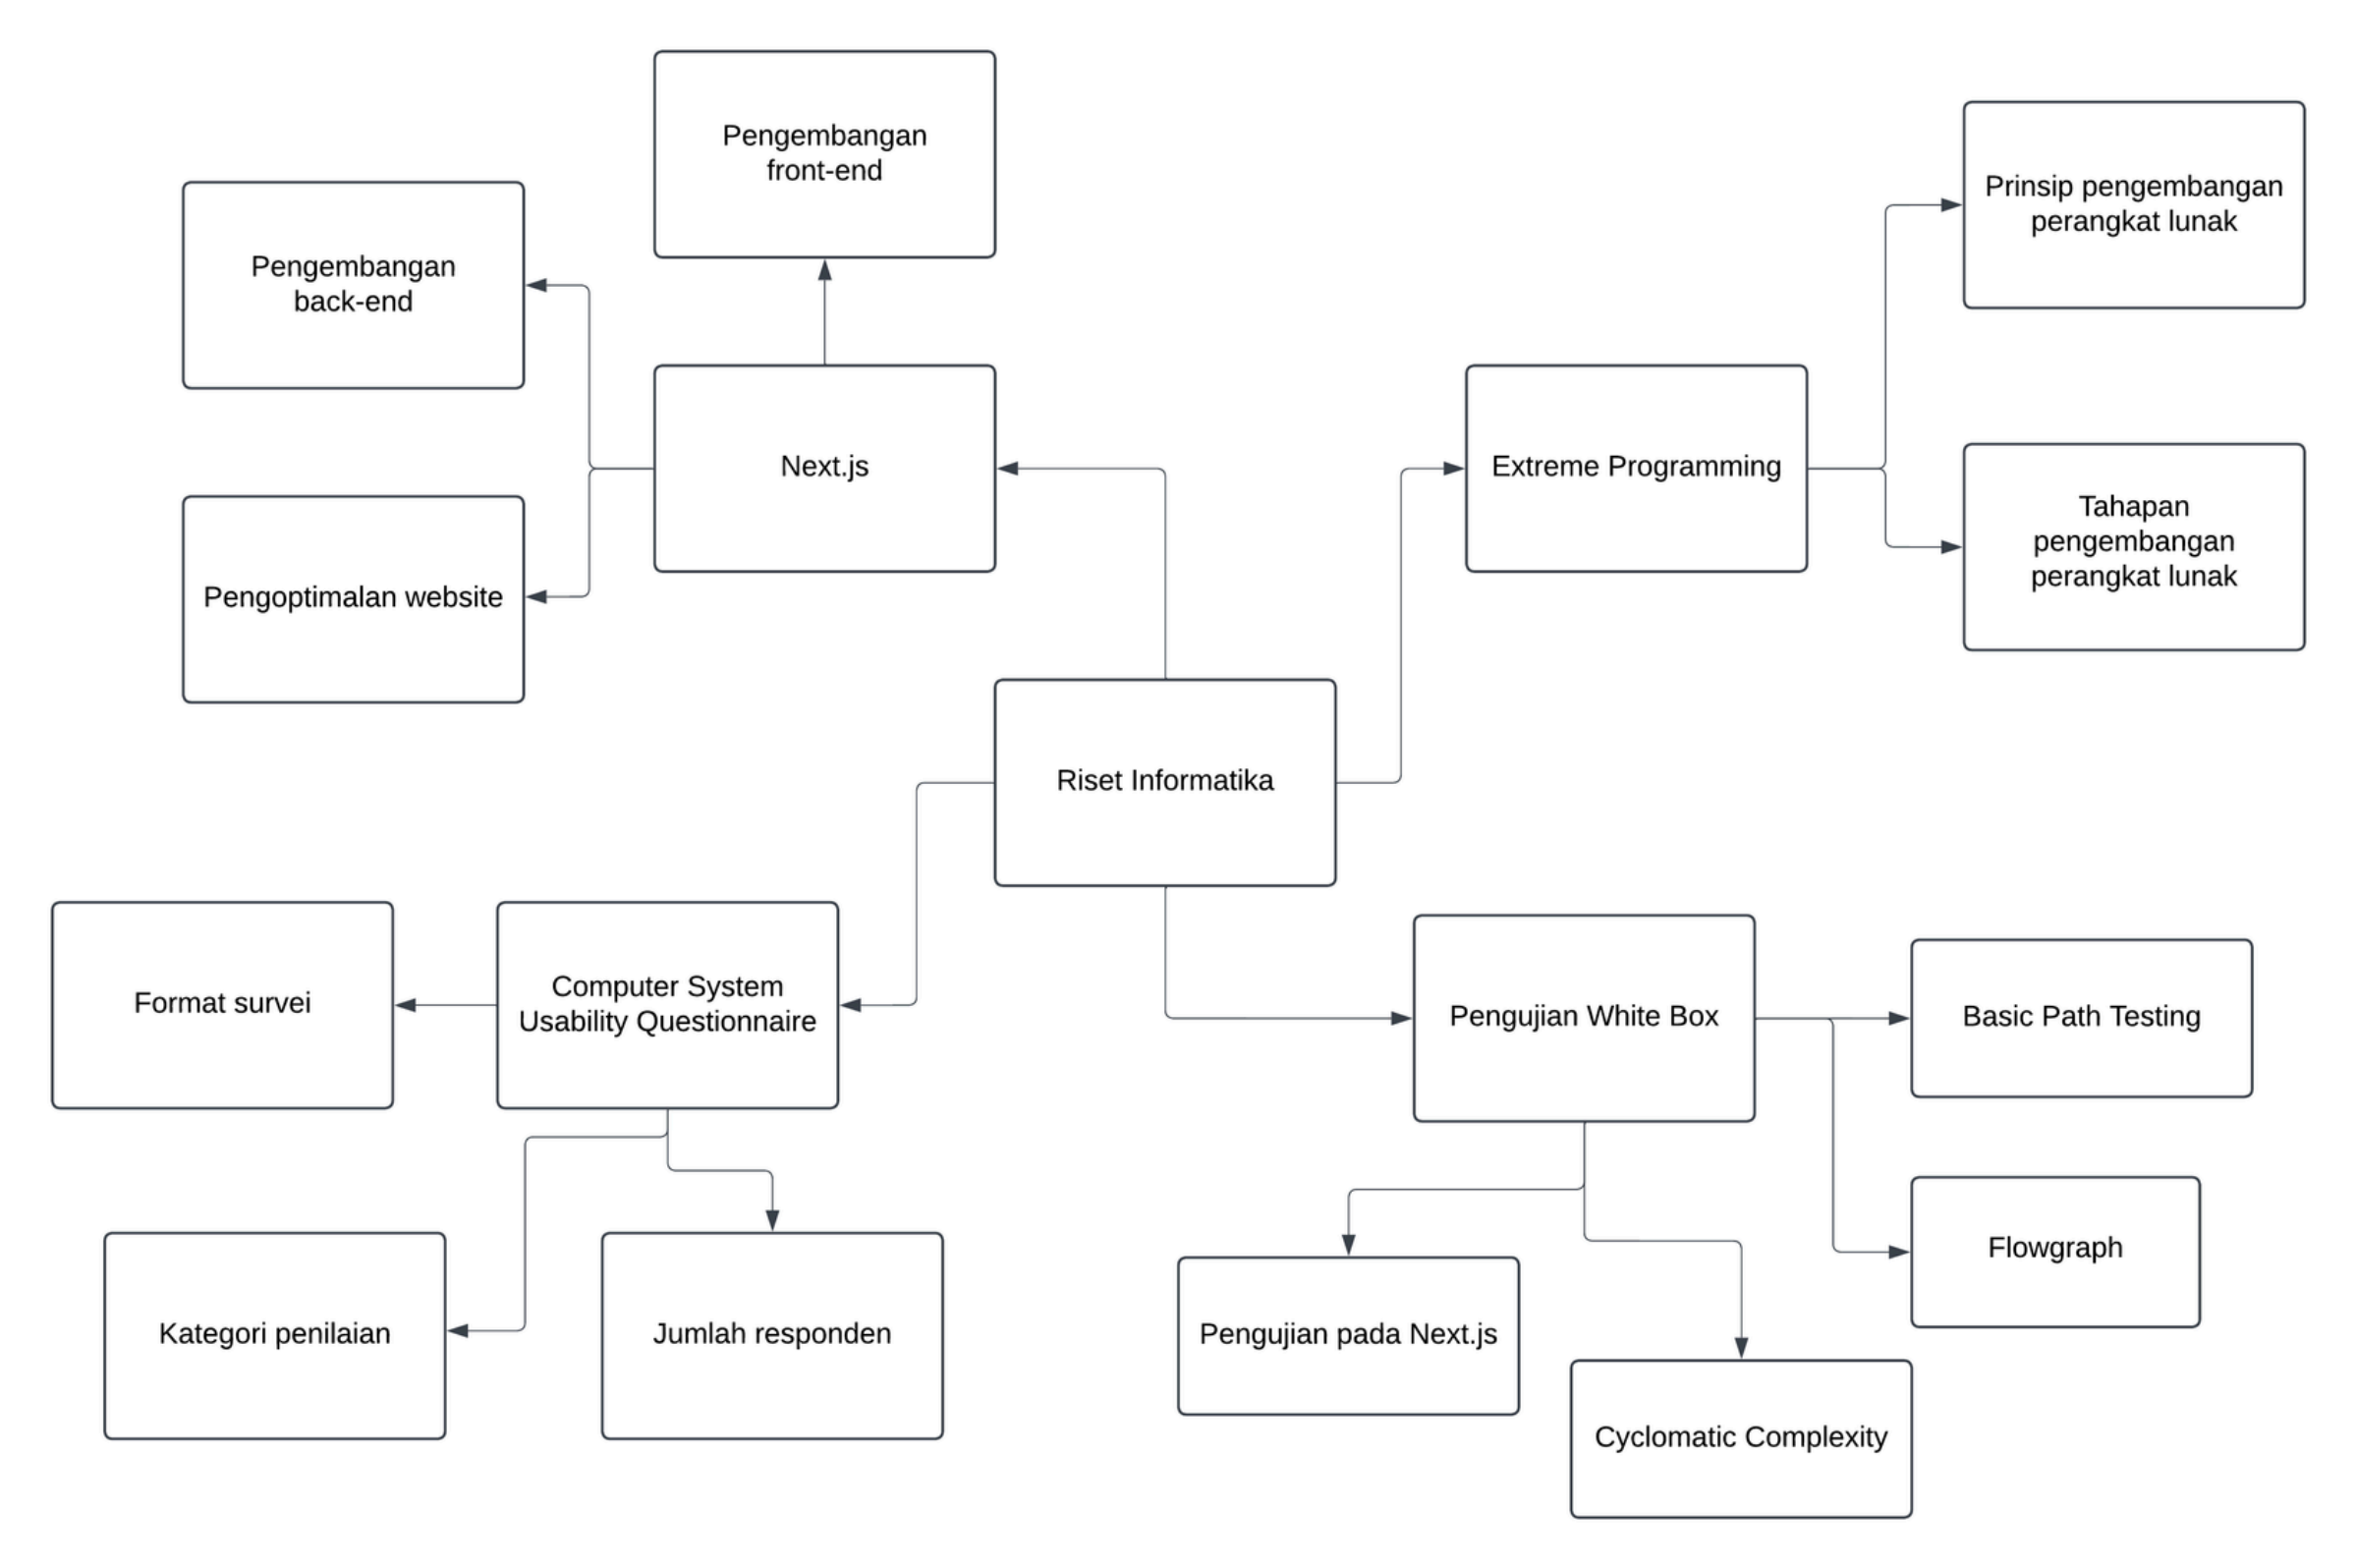 Pengembangan
front-end
Prinsip pengembangan
perangkat lunak
Pengembangan
back-end
Next.js
Extreme Programming
Tahapan
pengembangan
perangkat lunak
Pengoptimalan website
Riset Informatika
Format survei
Computer System
Usability Questionnaire
Pengujian White Box
Basic Path Testing
Flowgraph
Kategori penilaian
Jumlah responden
Pengujian pada Next.js
Cyclomatic Complexity